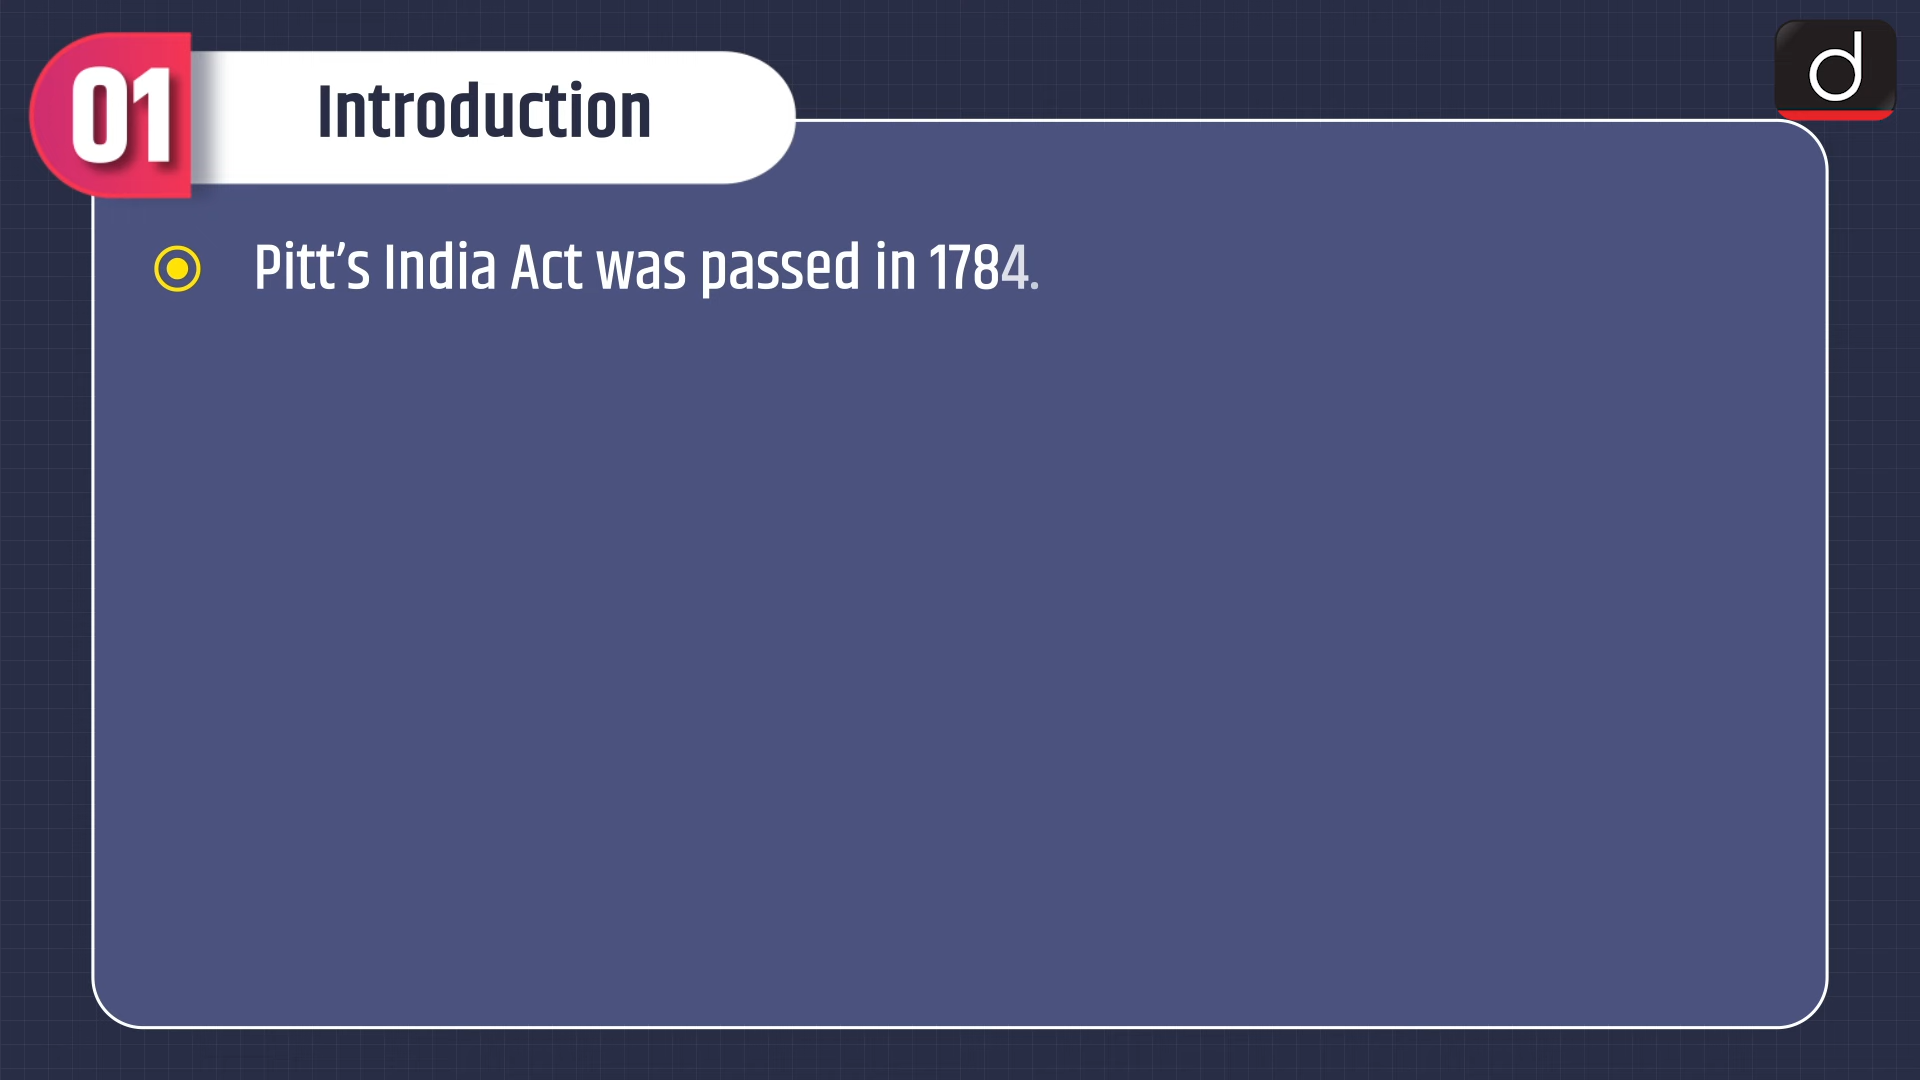 01
Introduction
d
Pitt’s India Act was passed in 1784.